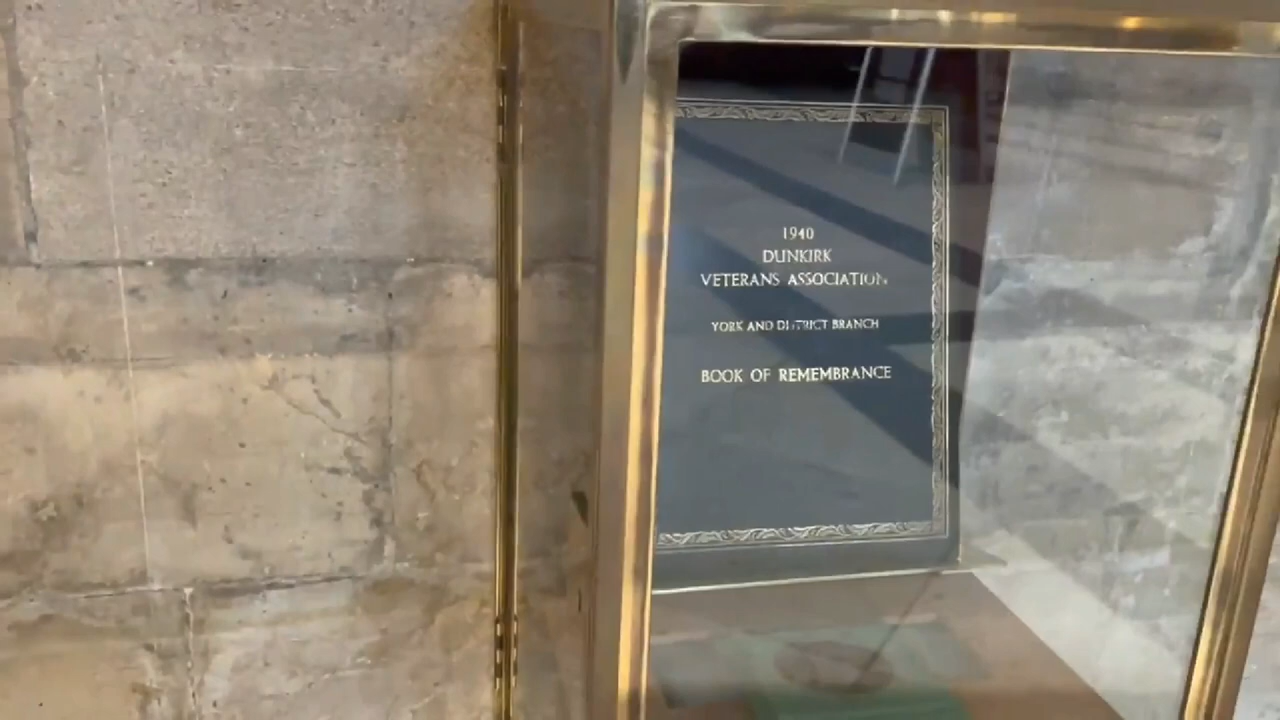 1940
DUNKIRK
VETERANS ASSOCIATION
YORK AND DISTRICT BRANCH
BOOK OF REMEMBRANCE